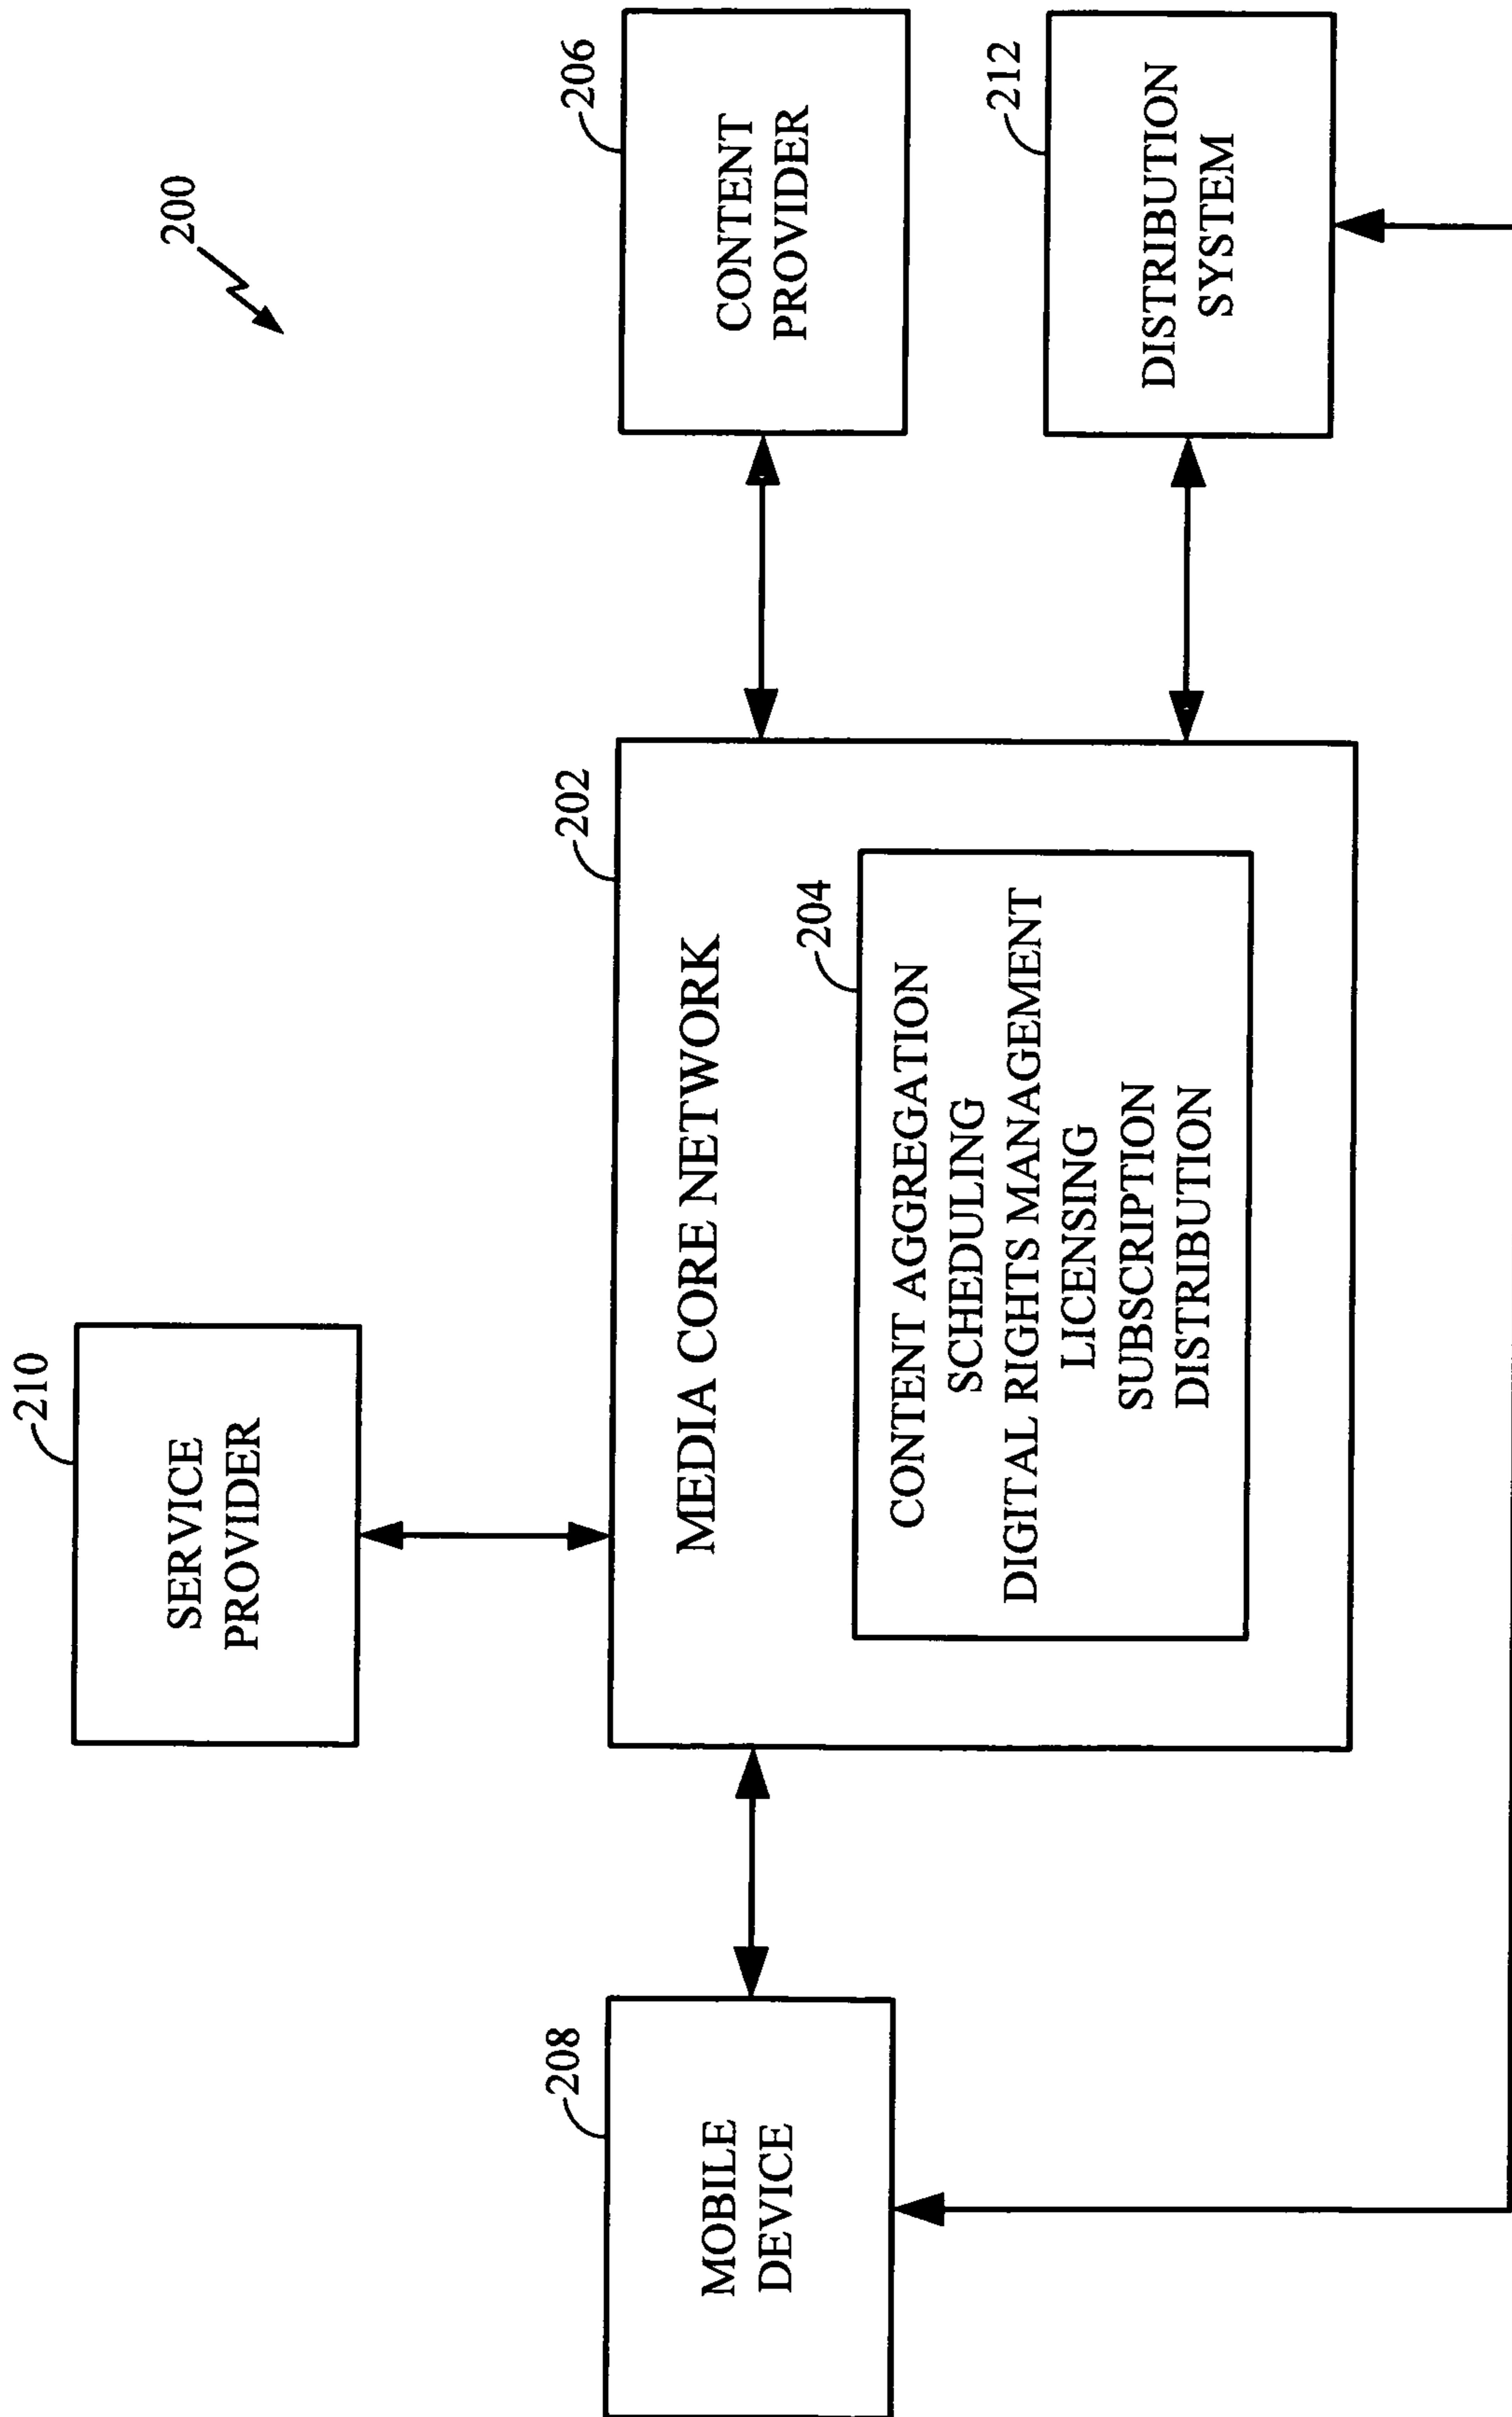 200
210
SERVICE
PROVIDER
208
MOBILE
DEVICE
202
MEDIA CORE NETWORK
204
CONTENT AGGREGATION
SCHEDULING
DIGITAL RIGHTS MANAGEMENT
LICENSING
SUBSCRIPTION
DISTRIBUTION
206
CONTENT
PROVIDER
212
DISTRIBUTION
SYSTEM